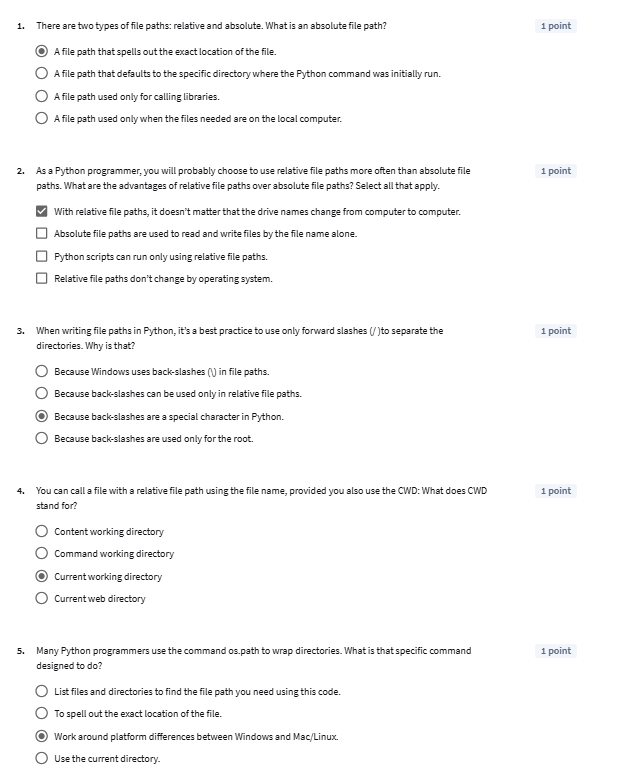 1. There are two types of file paths: relative and absolute. What is an absolute file path? 1 point
A file path that spells out the exact location of the file.
A file path that defaults to the specific directory where the Python command was initially run.
A file path used only for calling libraries.
A file path used only when the files needed are on the local computer.
2. As a Python programmer, you will probably choose to use relative file paths more often than absolute file 1 point
paths. What are the advantages of relative file paths over absolute file paths? Select all that apply.
With relative file paths, it doesn't matter that the drive names change from computer to computer.
Absolute file paths are used to read and write files by the file name alone.
Python scripts can run only using relative file paths.
Relative file paths don't change by operating system.
3. When writing file paths in Python, it's a best practice to use only forward slashes (/ )to separate the 1 point
directories. Why is that?
Because Windows uses back-slashes (\) in file paths.
Because back-slashes can be used only in relative file paths.
Because back-slashes are a special character in Python.
Because back-slashes are used only for the root.
4. You can call a file with a relative file path using the file name, provided you also use the CWD: What does CWD 1 point
stand for?
Content working directory
Command working directory
Current working directory
Current web directory
5. Many Python programmers use the command os.path to wrap directories. What is that specific command 1 point
designed to do?
List files and directories to find the file path you need using this code.
To spell out the exact location of the file.
Work around platform differences between Windows and Mac/Linux.
Use the current directory.